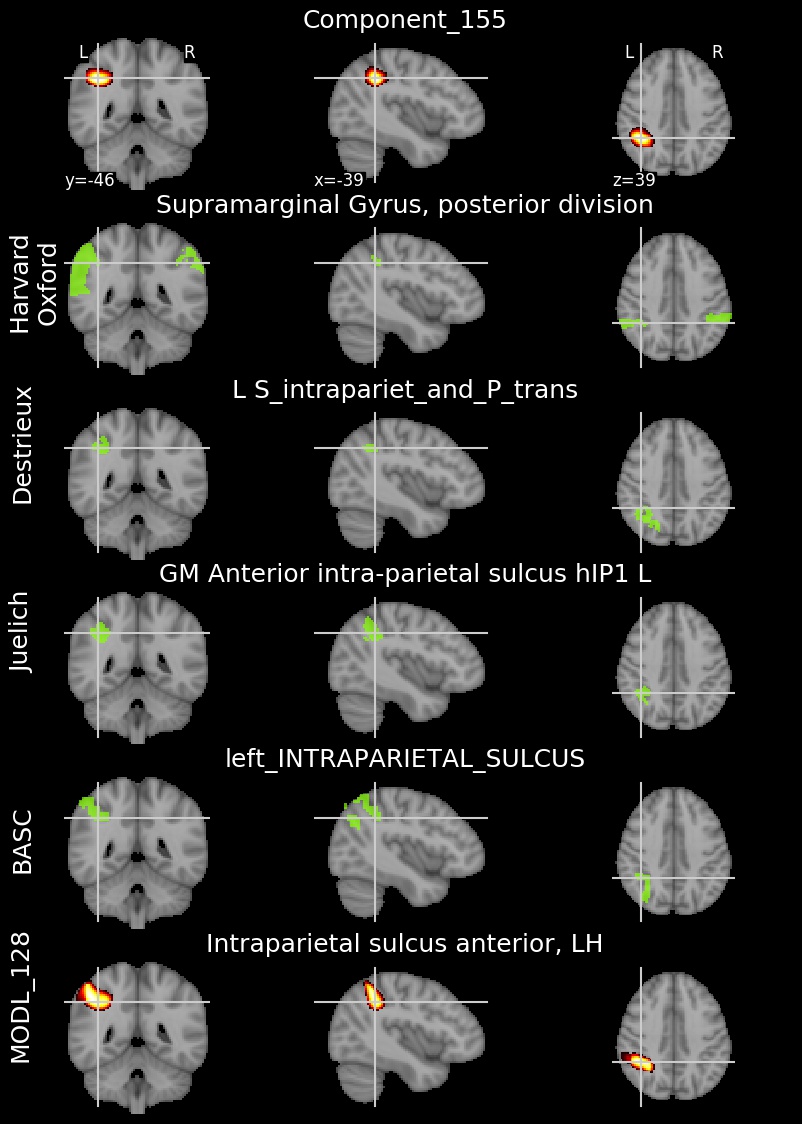 Component_155
L R
L R
y=-46
x=-39
z=39
Supramarginal Gyrus, posterior division
Harvard
Oxford
L S_intrapariet_and_P_trans
Destrieux
GM Anterior intra-parietal sulcus hIP1 L
Juelich
left_INTRAPARIETAL_SULCUS
BASC
Intraparietal sulcus anterior, LH
MODL_128